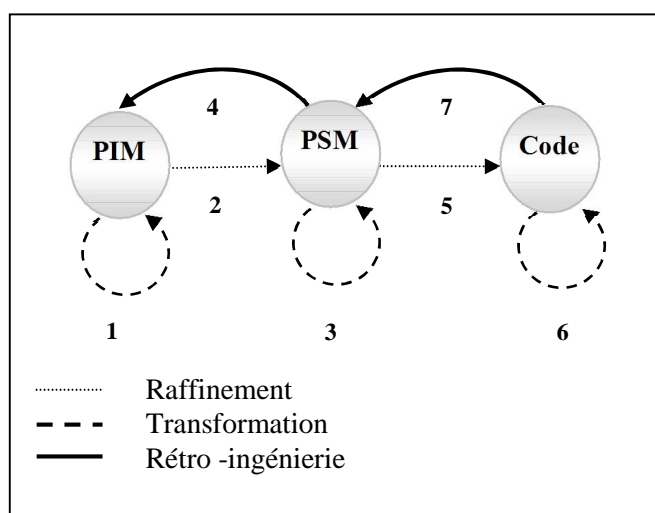 4 7
PIM PSM Code
2 5
1 3 6
Raffinement
Transformation
Rétro -ingénierie